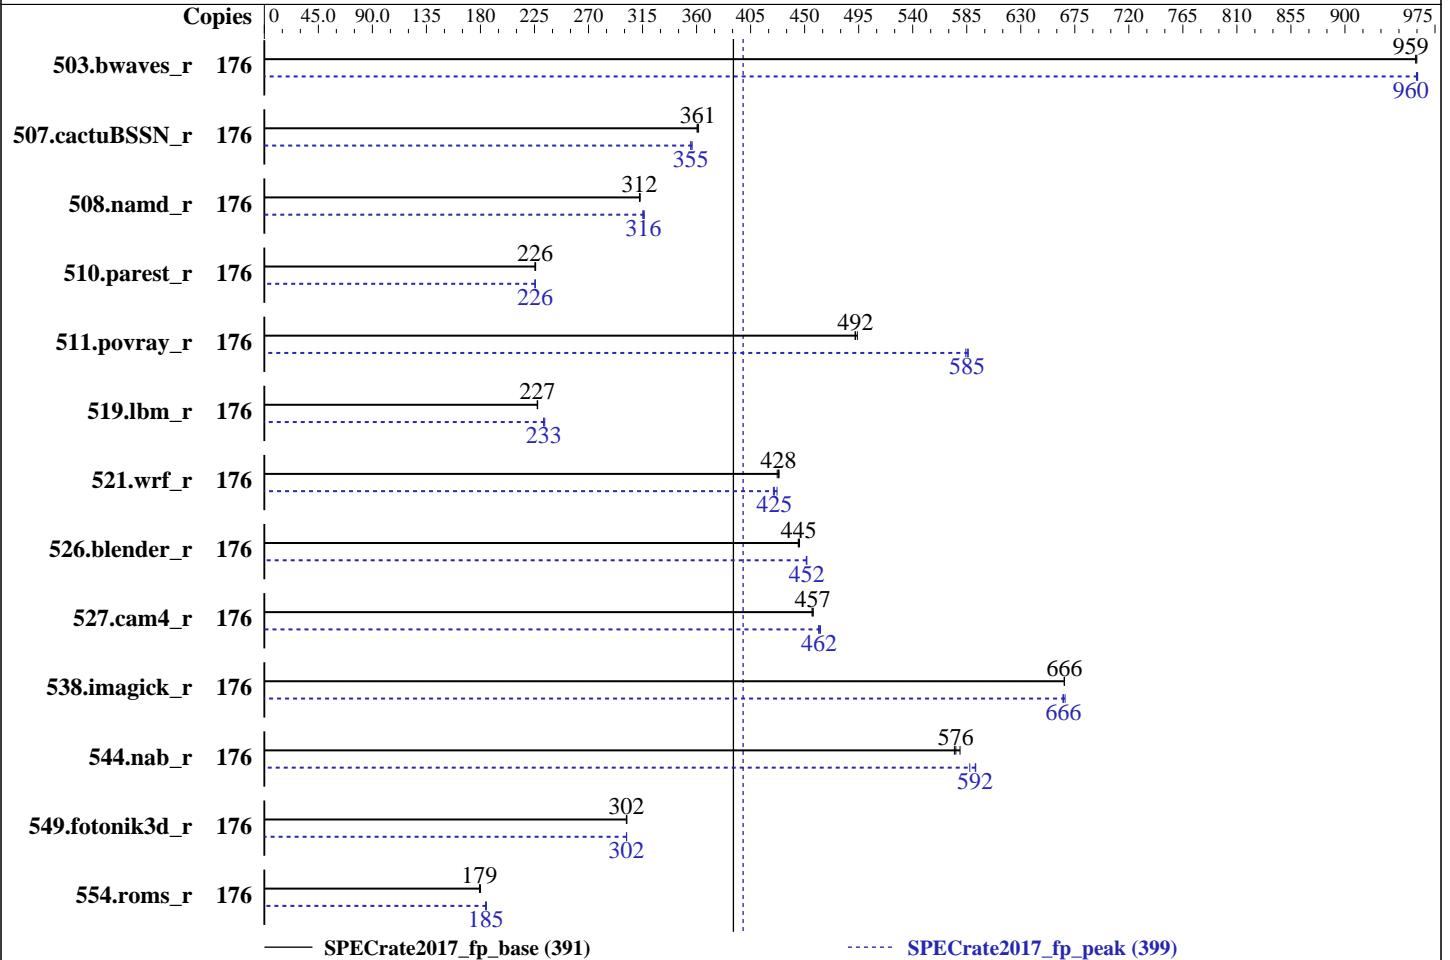 Copies 0 45.0 90.0 135 180 225 270 315 360 405 450 495 540 585 630 675 720 765 810 855 900 975
959
503.bwaves_r 176
960
361
507.cactuBSSN_r 176
355
312
508.namd_r 176
316
226
510.parest_r 176
226
492
511.povray_r 176
585
227
519.lbm_r 176
233
428
521.wrf_r 176
425
445
526.blender_r 176
452
457
527.cam4_r 176
462
666
538.imagick_r 176
666
576
544.nab_r 176
592
302
549.fotonik3d_r 176
302
179
554.roms_r 176
185
SPECrate2017_fp_base (391) SPECrate2017_fp_peak (399)